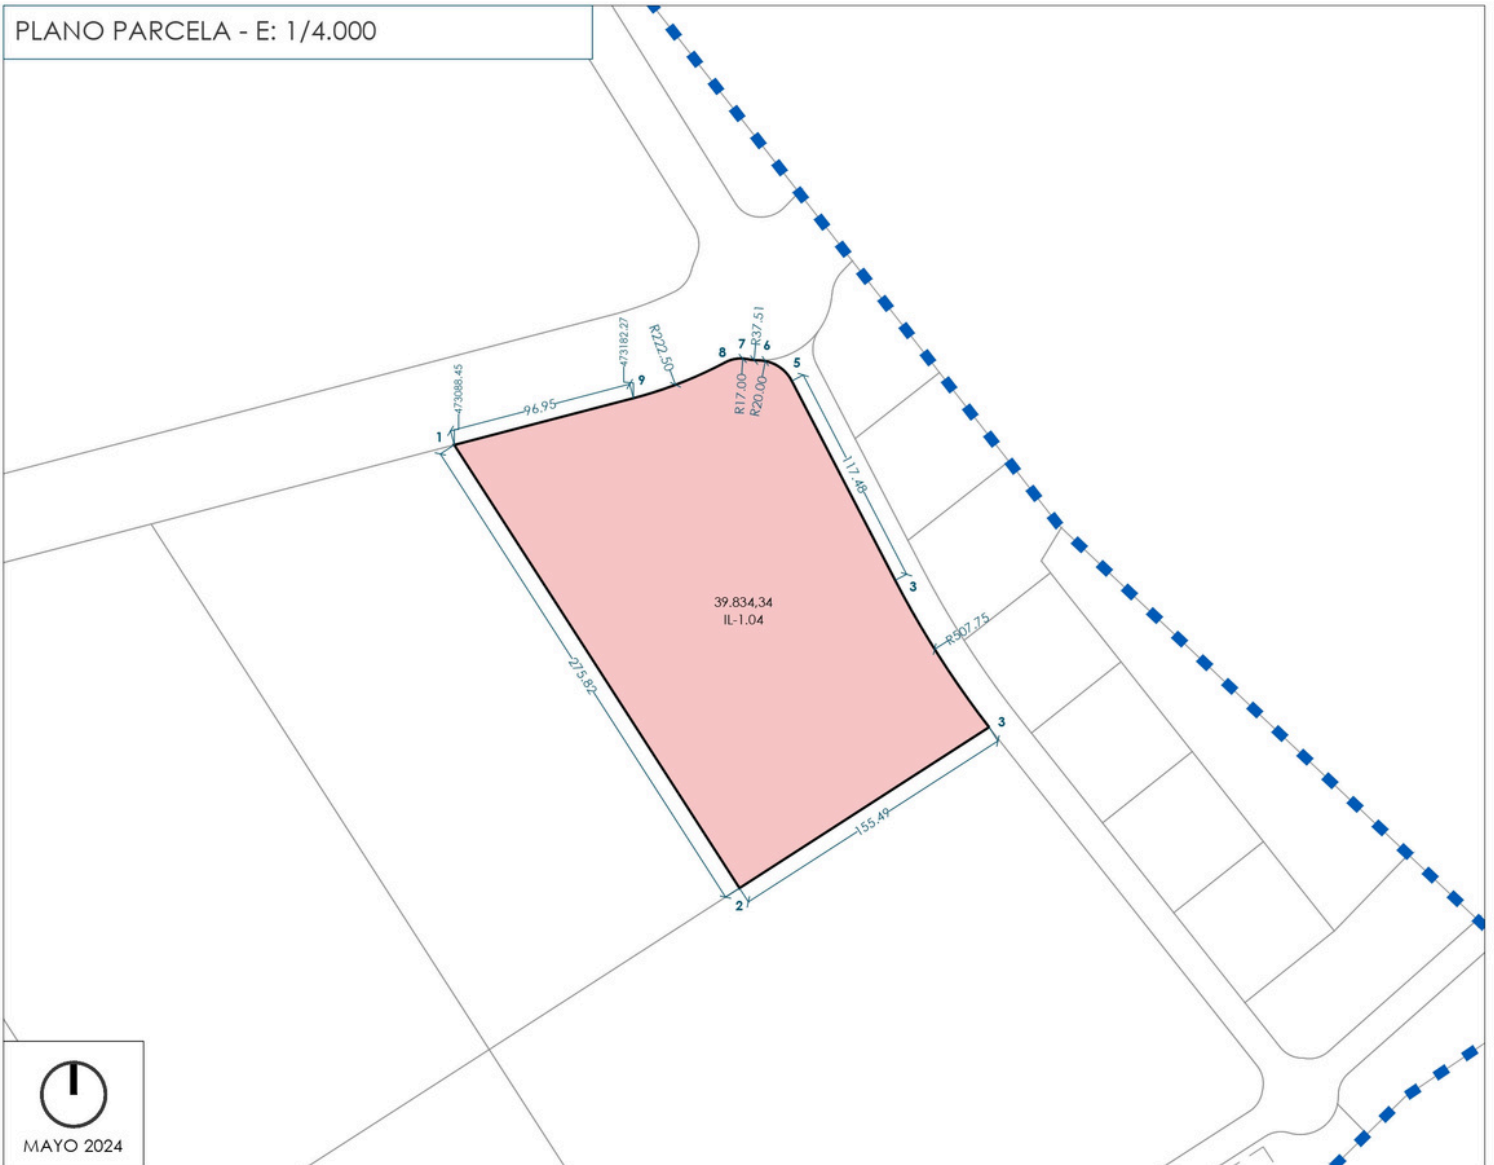 PLANO PARCELA - E: 1/4.000
R37.51
473182.27
R222.50
7
6
8
5
473088.45
9
R17.00
R20.00
96.95
1
117.48
3
39.834,34
IL-1.04
R507.75
275.82
3
155.49
2
MAYO 2024